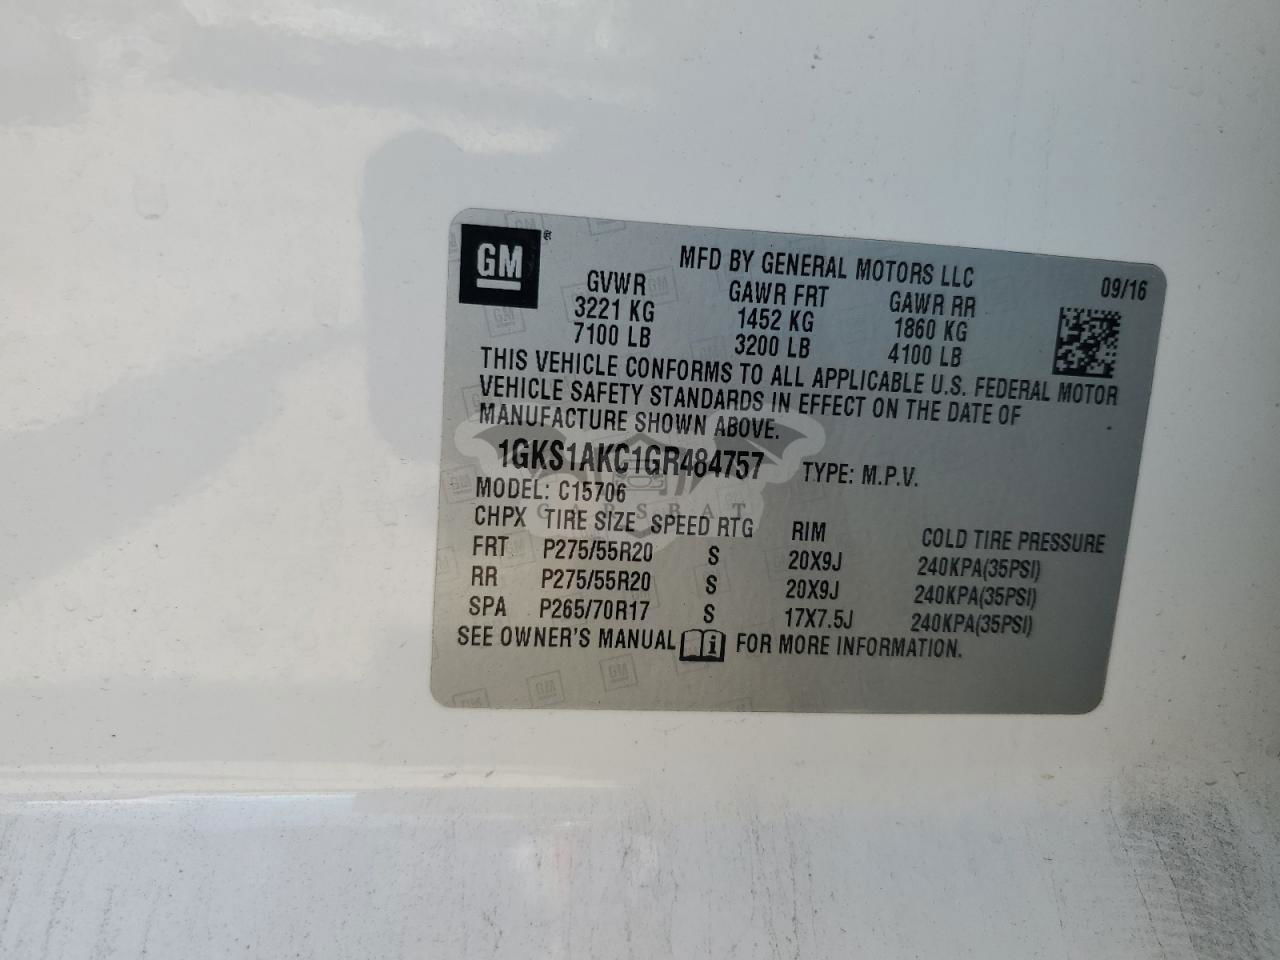 GM
MFD BY GENERAL MOTORS LLC 09/16
GVWR GAWR FRT GAWR RR
3221 KG 1452 KG 1860 KG
7100 LB 3200 LB 4100 LB
THIS VEHICLE CONFORMS TO ALL APPLICABLE U.S. FEDERAL MOTOR
VEHICLE SAFETY STANDARDS IN EFFECT ON THE DATE OF
MANUFACTURE SHOWN ABOVE.
1GKS1AKC1GR484757 TYPE: M.P.V.
MODEL: C15706
CARSBAT
CHPX TIRE SIZE SPEED RTG RIM COLD TIRE PRESSURE
FRT P275/55R20 S 20X9J 240KPA(35PSI)
RR P275/55R20 S 20X9J 240KPA(35PSI)
SPA P265/70R17 S 17X7.5J 240KPA(35PSI)
SEE OWNER'S MANUAL i FOR MORE INFORMATION.
GM
GM